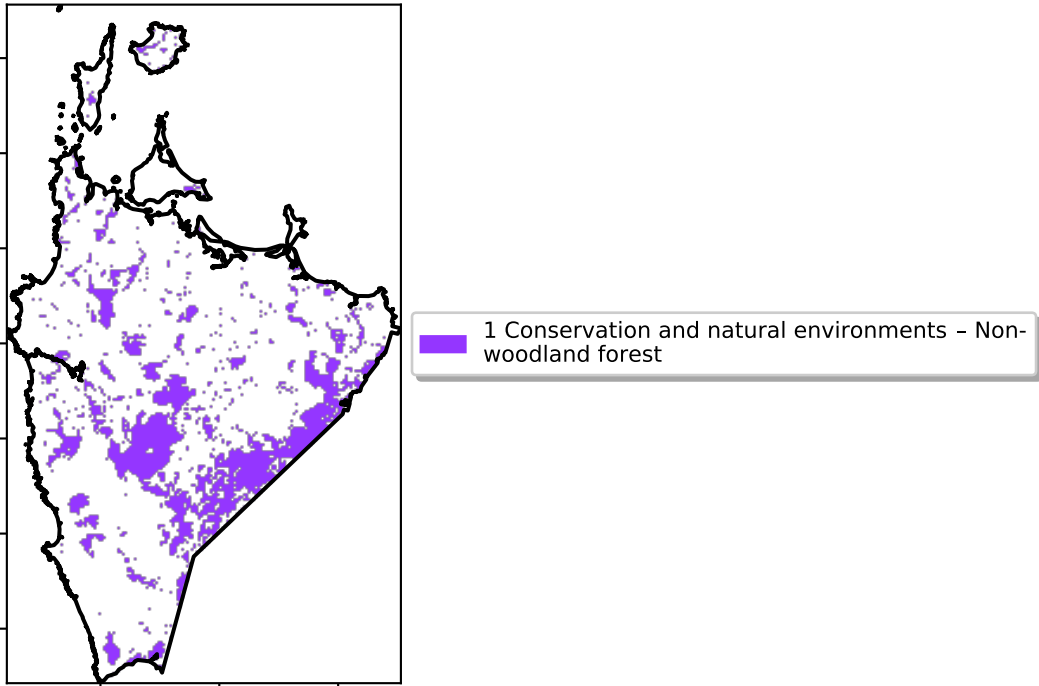 1 Conservation and natural environments – Non-
woodland forest